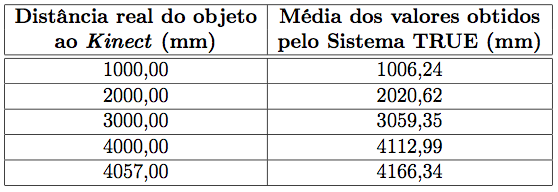 Distância real do objeto Média dos valores obtidos
ao Kinect (mm) pelo Sistema TRUE (mm)
1000,00 1006,24
2000,00 2020,62
3000,00 3059,35
4000,00 4112,99
4057,00 4166,34